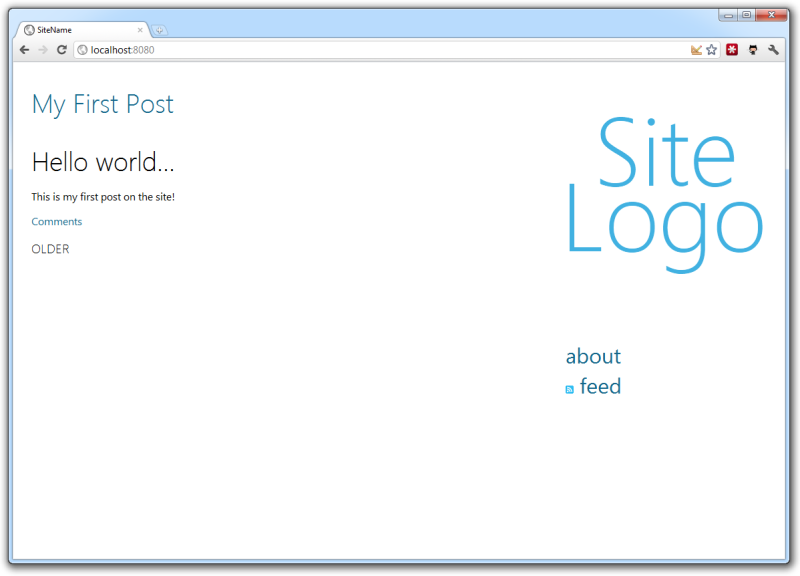 SiteName
localhost:8080
My First Post
Hello world...
This is my first post on the site!
Comments
OLDER
Site
Logo
about
feed